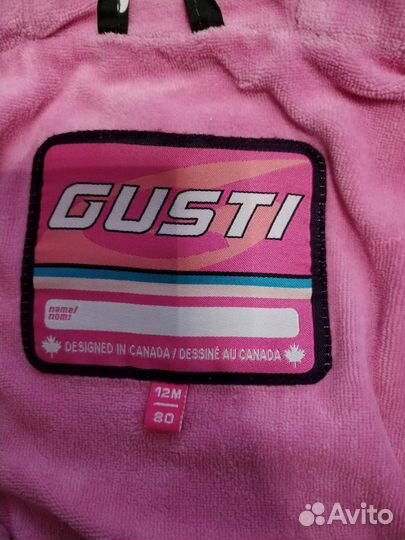 GUSTI
name/
nom:
DESIGNED IN CANADA / DESSINÉ AU CANADA
12M
80
Avito